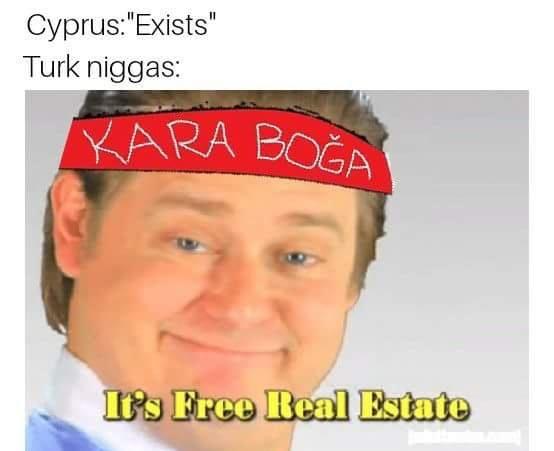 Cyprus:"Exists"
Turk niggas:
KARA BOĞA
It's Free Real Estate